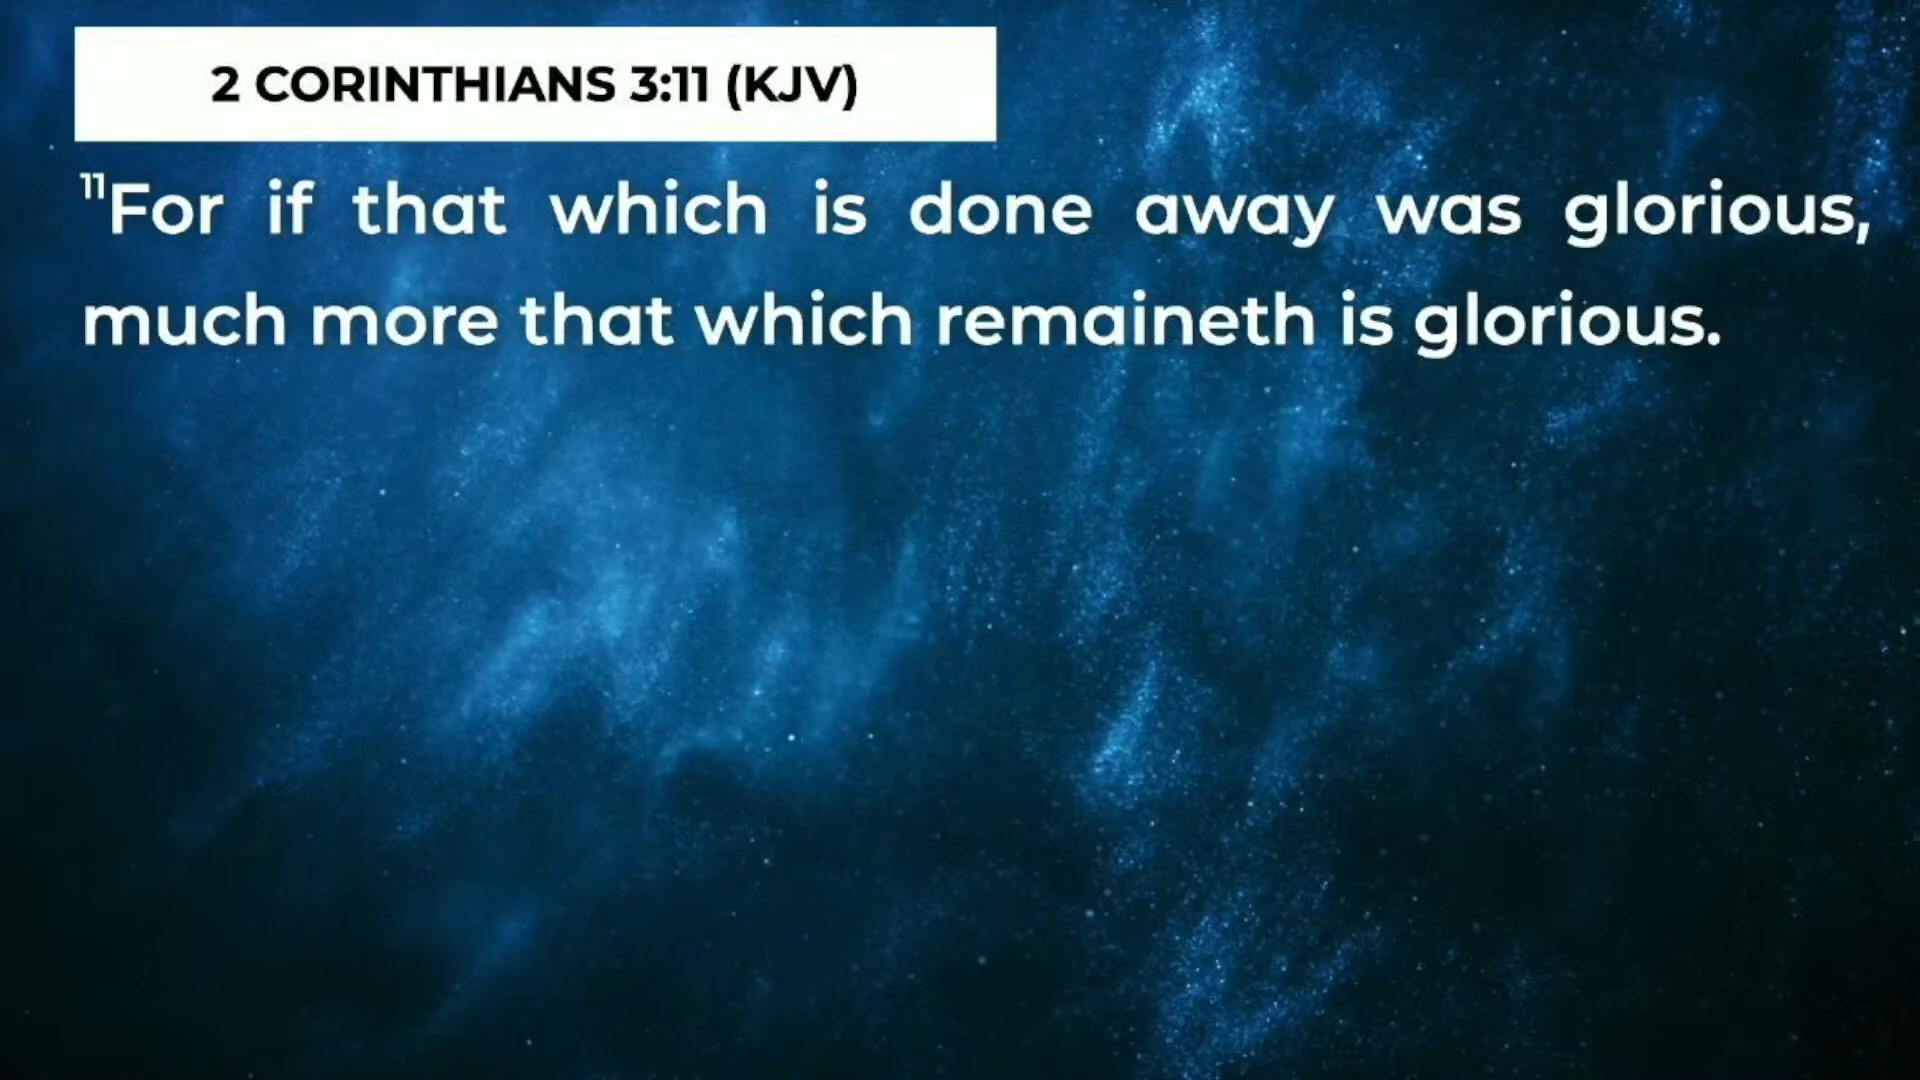 2 CORINTHIANS 3:11 (KJV)
¹¹For if that which is done away was glorious,
much more that which remaineth is glorious.